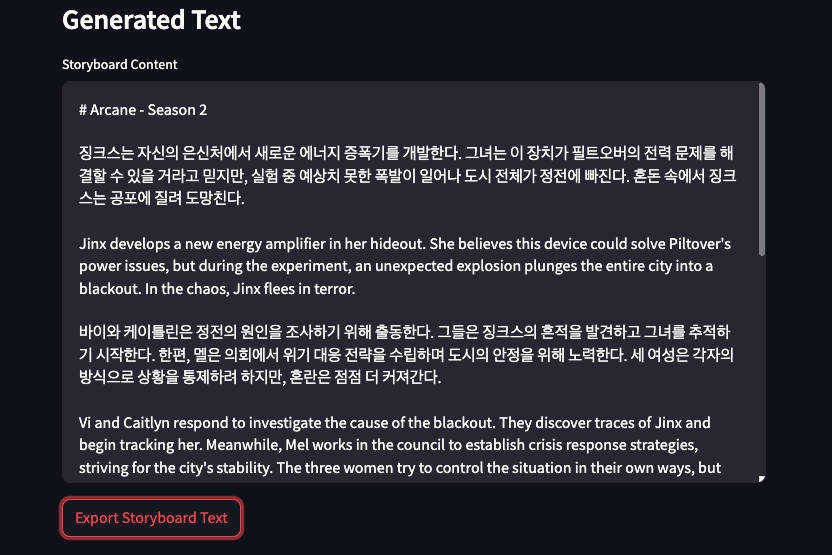 Generated Text
Storyboard Content
# Arcane - Season 2
징크스는 자신의 은신처에서 새로운 에너지 증폭기를 개발한다. 그녀는 이 장치가 필트오버의 전력 문제를 해
결할 수 있을 거라고 믿지만, 실험 중 예상치 못한 폭발이 일어나 도시 전체가 정전에 빠진다. 혼돈 속에서 징크
스는 공포에 질려 도망친다.
Jinx develops a new energy amplifier in her hideout. She believes this device could solve Piltover's
power issues, but during the experiment, an unexpected explosion plunges the entire city into a
blackout. In the chaos, Jinx flees in terror.
바이와 케이틀린은 정전의 원인을 조사하기 위해 출동한다. 그들은 징크스의 흔적을 발견하고 그녀를 추적하
기 시작한다. 한편, 멜은 의회에서 위기 대응 전략을 수립하며 도시의 안정을 위해 노력한다. 세 여성은 각자의
방식으로 상황을 통제하려 하지만, 혼란은 점점 더 커져간다.
Vi and Caitlyn respond to investigate the cause of the blackout. They discover traces of Jinx and
begin tracking her. Meanwhile, Mel works in the council to establish crisis response strategies,
striving for the city's stability. The three women try to control the situation in their own ways, but
Export Storyboard Text